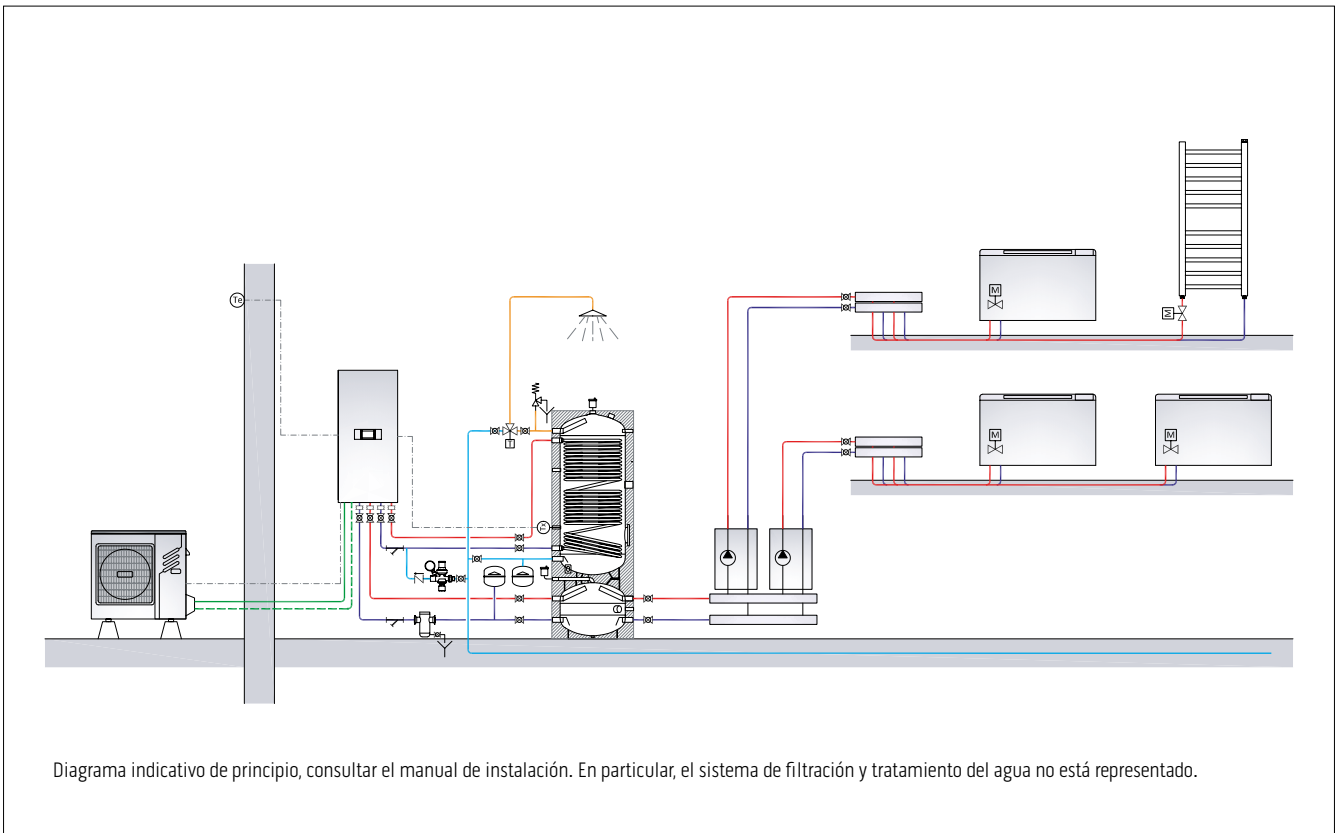 Te
M
M
M
M
T
Tε
Diagrama indicativo de principio, consultar el manual de instalación. En particular, el sistema de filtración y tratamiento del agua no está representado.